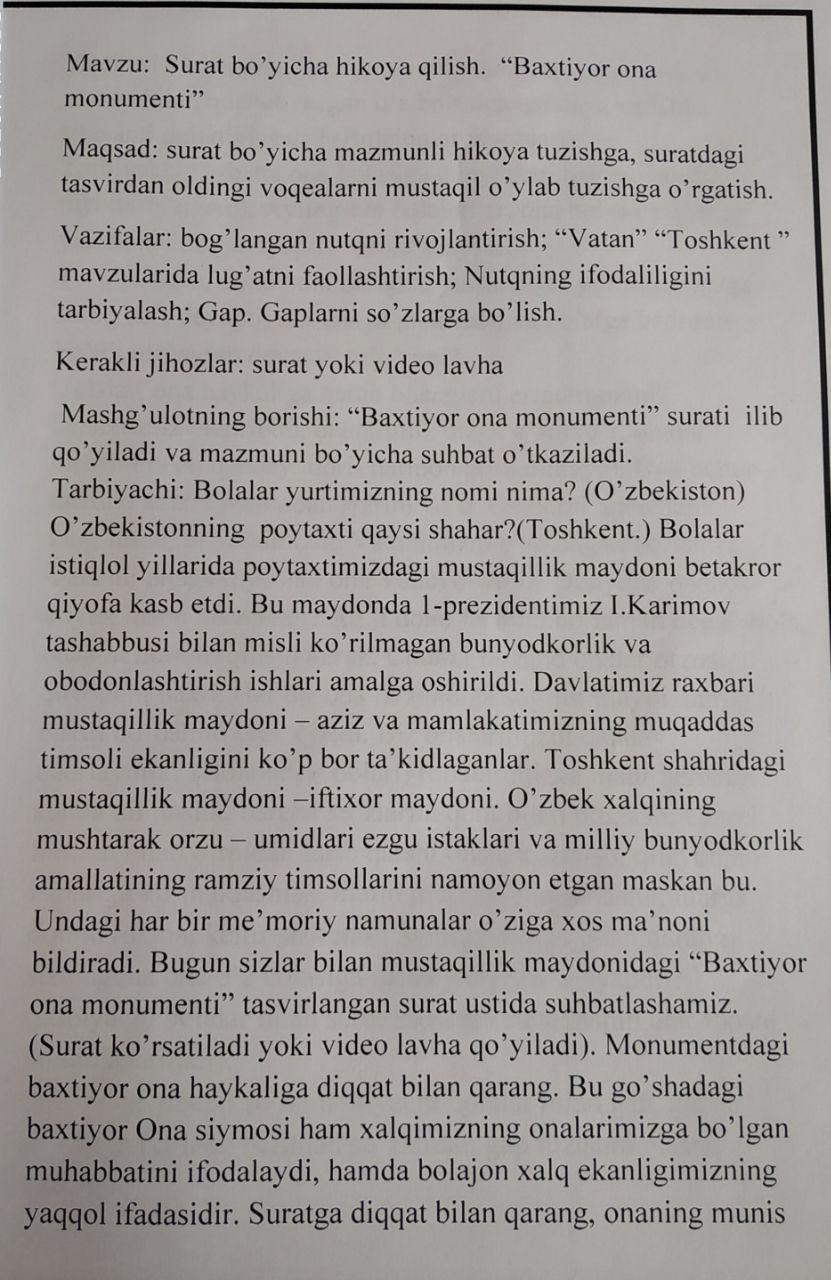 Mavzu: Surat bo’yicha hikoya qilish. “Baxtiyor ona
monumenti”
Maqsad: surat bo’yicha mazmunli hikoya tuzishga, suratdagi
tasvirdan oldingi voqealarni mustaqil o’ylab tuzishga o’rgatish.
Vazifalar: bog’langan nutqni rivojlantirish; “Vatan” “Toshkent ”
mavzularida lug’atni faollashtirish; Nutqning ifodaliligini
tarbiyalash; Gap. Gaplarni so’zlarga bo’lish.
Kerakli jihozlar: surat yoki video lavha
Mashg’ulotning borishi: “Baxtiyor ona monumenti” surati ilib
qo’yiladi va mazmuni bo’yicha suhbat o’tkaziladi.
Tarbiyachi: Bolalar yurtimizning nomi nima? (O’zbekiston)
O’zbekistonning poytaxti qaysi shahar?(Toshkent.) Bolalar
istiqlol yillarida poytaxtimizdagi mustaqillik maydoni betakror
qiyofa kasb etdi. Bu maydonda 1-prezidentimiz I.Karimov
tashabbusi bilan misli ko’rilmagan bunyodkorlik va
obodonlashtirish ishlari amalga oshirildi. Davlatimiz raxbari
mustaqillik maydoni – aziz va mamlakatimizning muqaddas
timsoli ekanligini ko’p bor ta’kidlaganlar. Toshkent shahridagi
mustaqillik maydoni –iftixor maydoni. O’zbek xalqining
mushtarak orzu – umidlari ezgu istaklari va milliy bunyodkorlik
amallatining ramziy timsollarini namoyon etgan maskan bu.
Undagi har bir me’moriy namunalar o’ziga xos ma’noni
bildiradi. Bugun sizlar bilan mustaqillik maydonidagi “Baxtiyor
ona monumenti” tasvirlangan surat ustida suhbatlashamiz.
(Surat ko’rsatiladi yoki video lavha qo’yiladi). Monumentdagi
baxtiyor ona haykaliga diqqat bilan qarang. Bu go’shadagi
baxtiyor Ona siymosi ham xalqimizning onalarimizga bo’lgan
muhabbatini ifodalaydi, hamda bolajon xalq ekanligimizning
yaqqol ifadasidir. Suratga diqqat bilan qarang, onaning munis